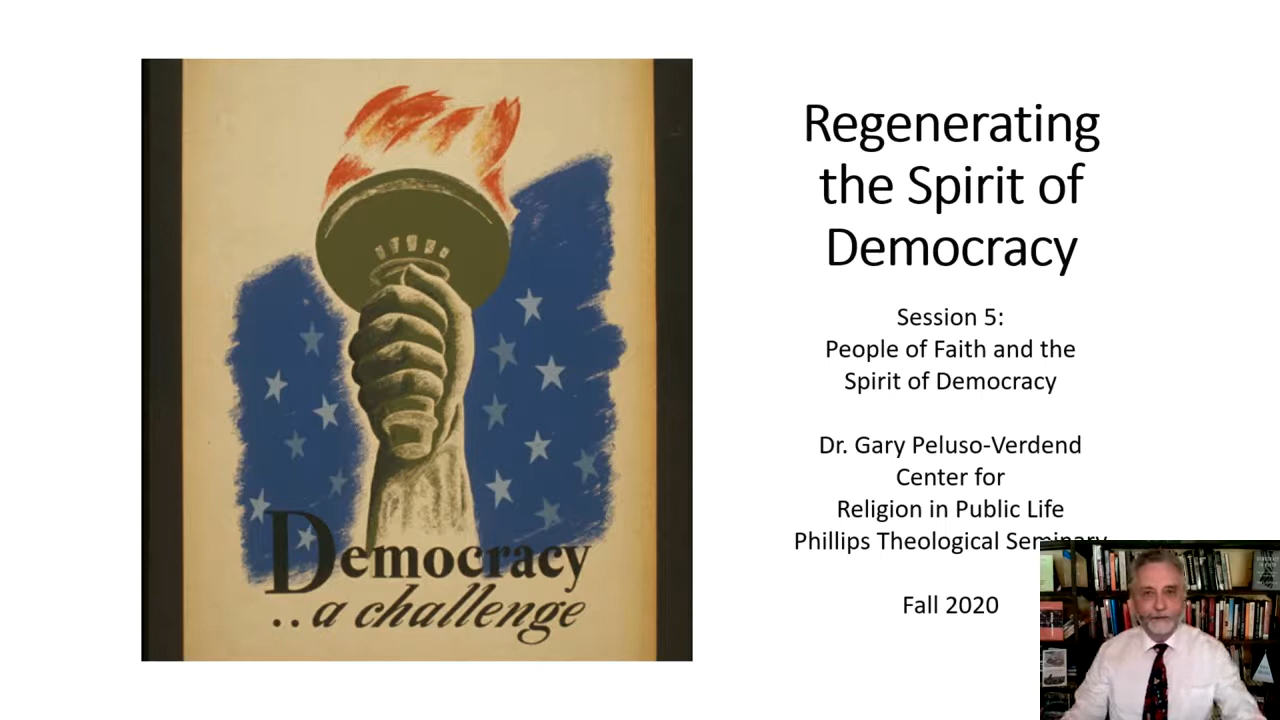 Democracy
..a challenge
Regenerating
the Spirit of
Democracy
Session 5:
People of Faith and the
Spirit of Democracy
Dr. Gary Peluso-Verdend
Center for
Religion in Public Life
Phillips Theological Seminary
Fall 2020